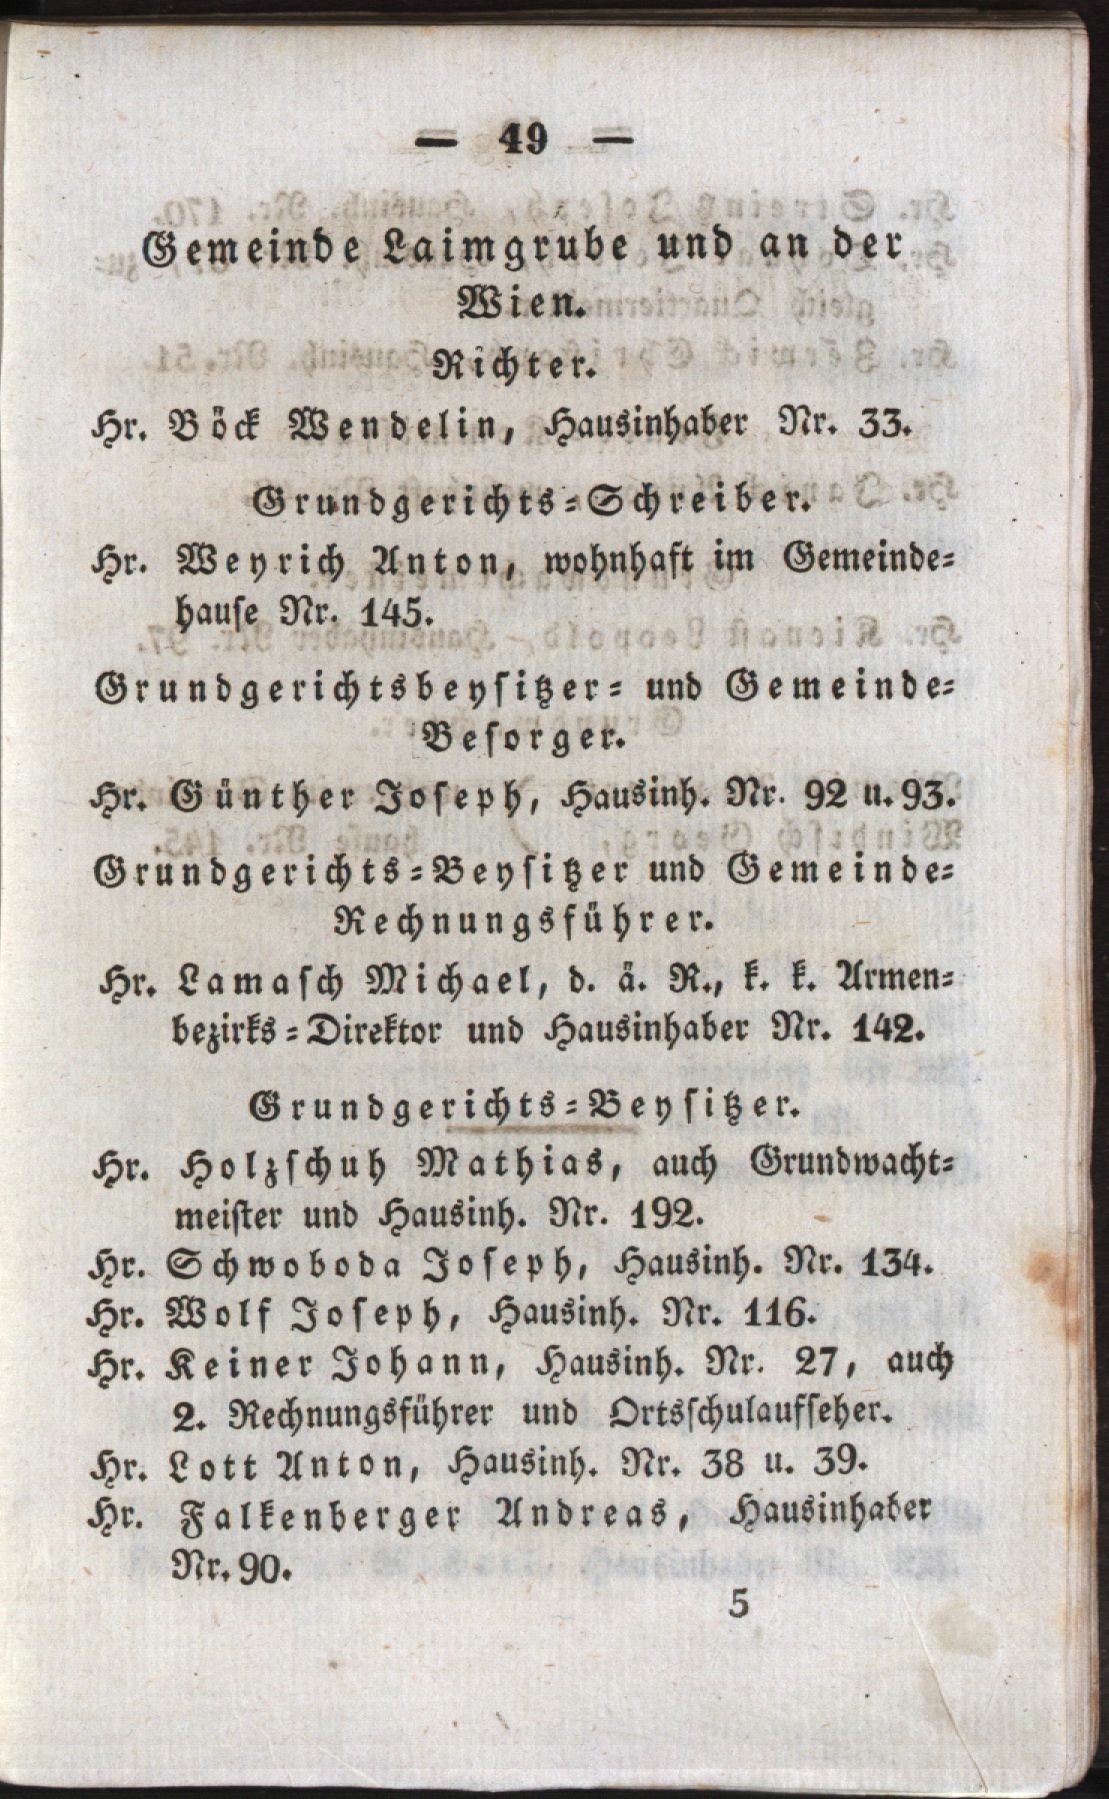 — 49 —
Gemeinde Laimgrube und an der
Wien.
Richter.
Hr. Böck Wendelin, Hausinhaber Nr. 33.
Grundgerichts=Schreiber.
Hr. Weyrich Anton, wohnhaft im Gemeinde=
hause Nr. 145.
Grundgerichtsbeysitzer= und Gemeinde=
Besorger.
Hr. Günther Joseph, Hausinh. Nr. 92 u. 93.
Grundgerichts=Beysitzer und Gemeinde=
Rechnungsführer.
Hr. Lamasch Michael, d. ä. R., k. k. Armen=
bezirks=Direktor und Hausinhaber Nr. 142.
Grundgerichts=Beysitzer.
Hr. Holzschuh Mathias, auch Grundwacht=
meister und Hausinh. Nr. 192.
Hr. Schwoboda Joseph, Hausinh. Nr. 134.
Hr. Wolf Joseph, Hausinh. Nr. 116.
Hr. Keiner Johann, Hausinh. Nr. 27, auch
2. Rechnungsführer und Ortsschulaufseher.
Hr. Lott Anton, Hausinh. Nr. 38 u. 39.
Hr. Falkenberger Andreas, Hausinhaber
Nr. 90.
5